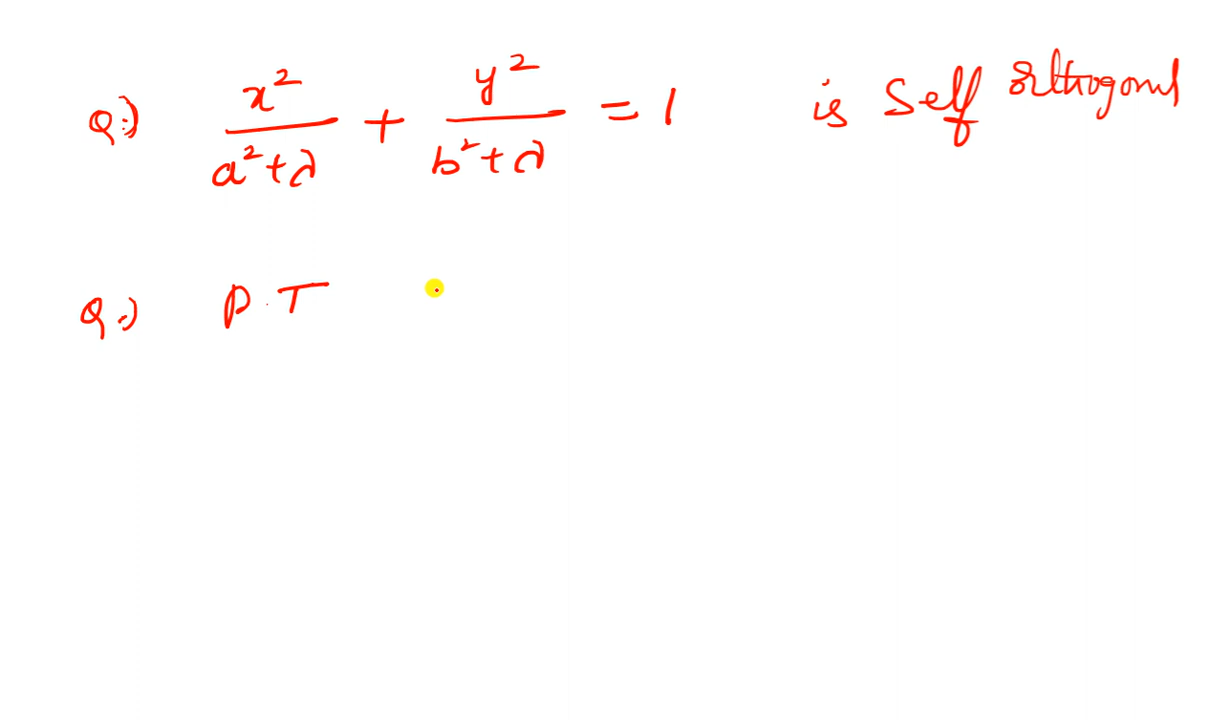 Q:) x²/(a²+λ) + y²/(b²+λ) = 1 is Self orthogonal
Q:) P.T